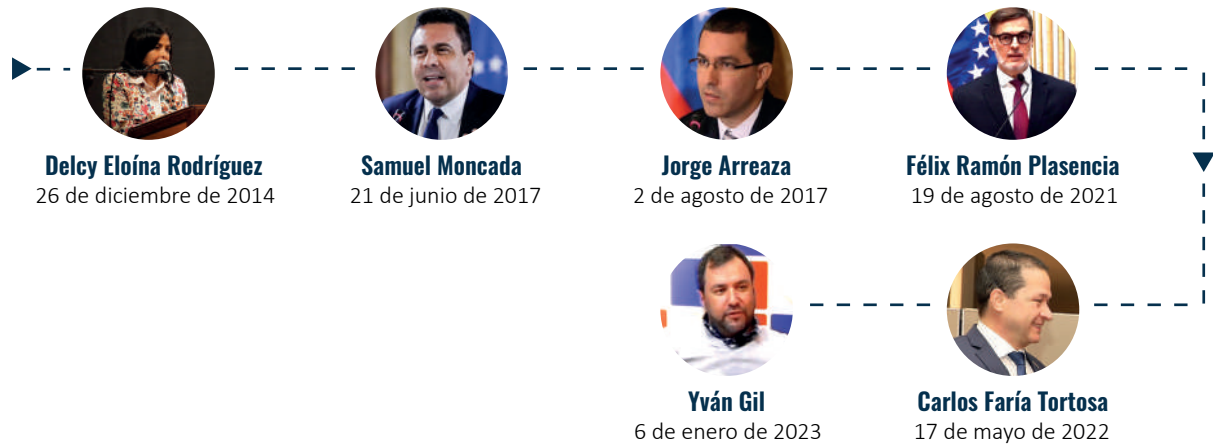 Delcy Eloína Rodríguez
26 de diciembre de 2014
Samuel Moncada
21 de junio de 2017
Jorge Arreaza
2 de agosto de 2017
Félix Ramón Plasencia
19 de agosto de 2021
Yván Gil
6 de enero de 2023
Carlos Faría Tortosa
17 de mayo de 2022